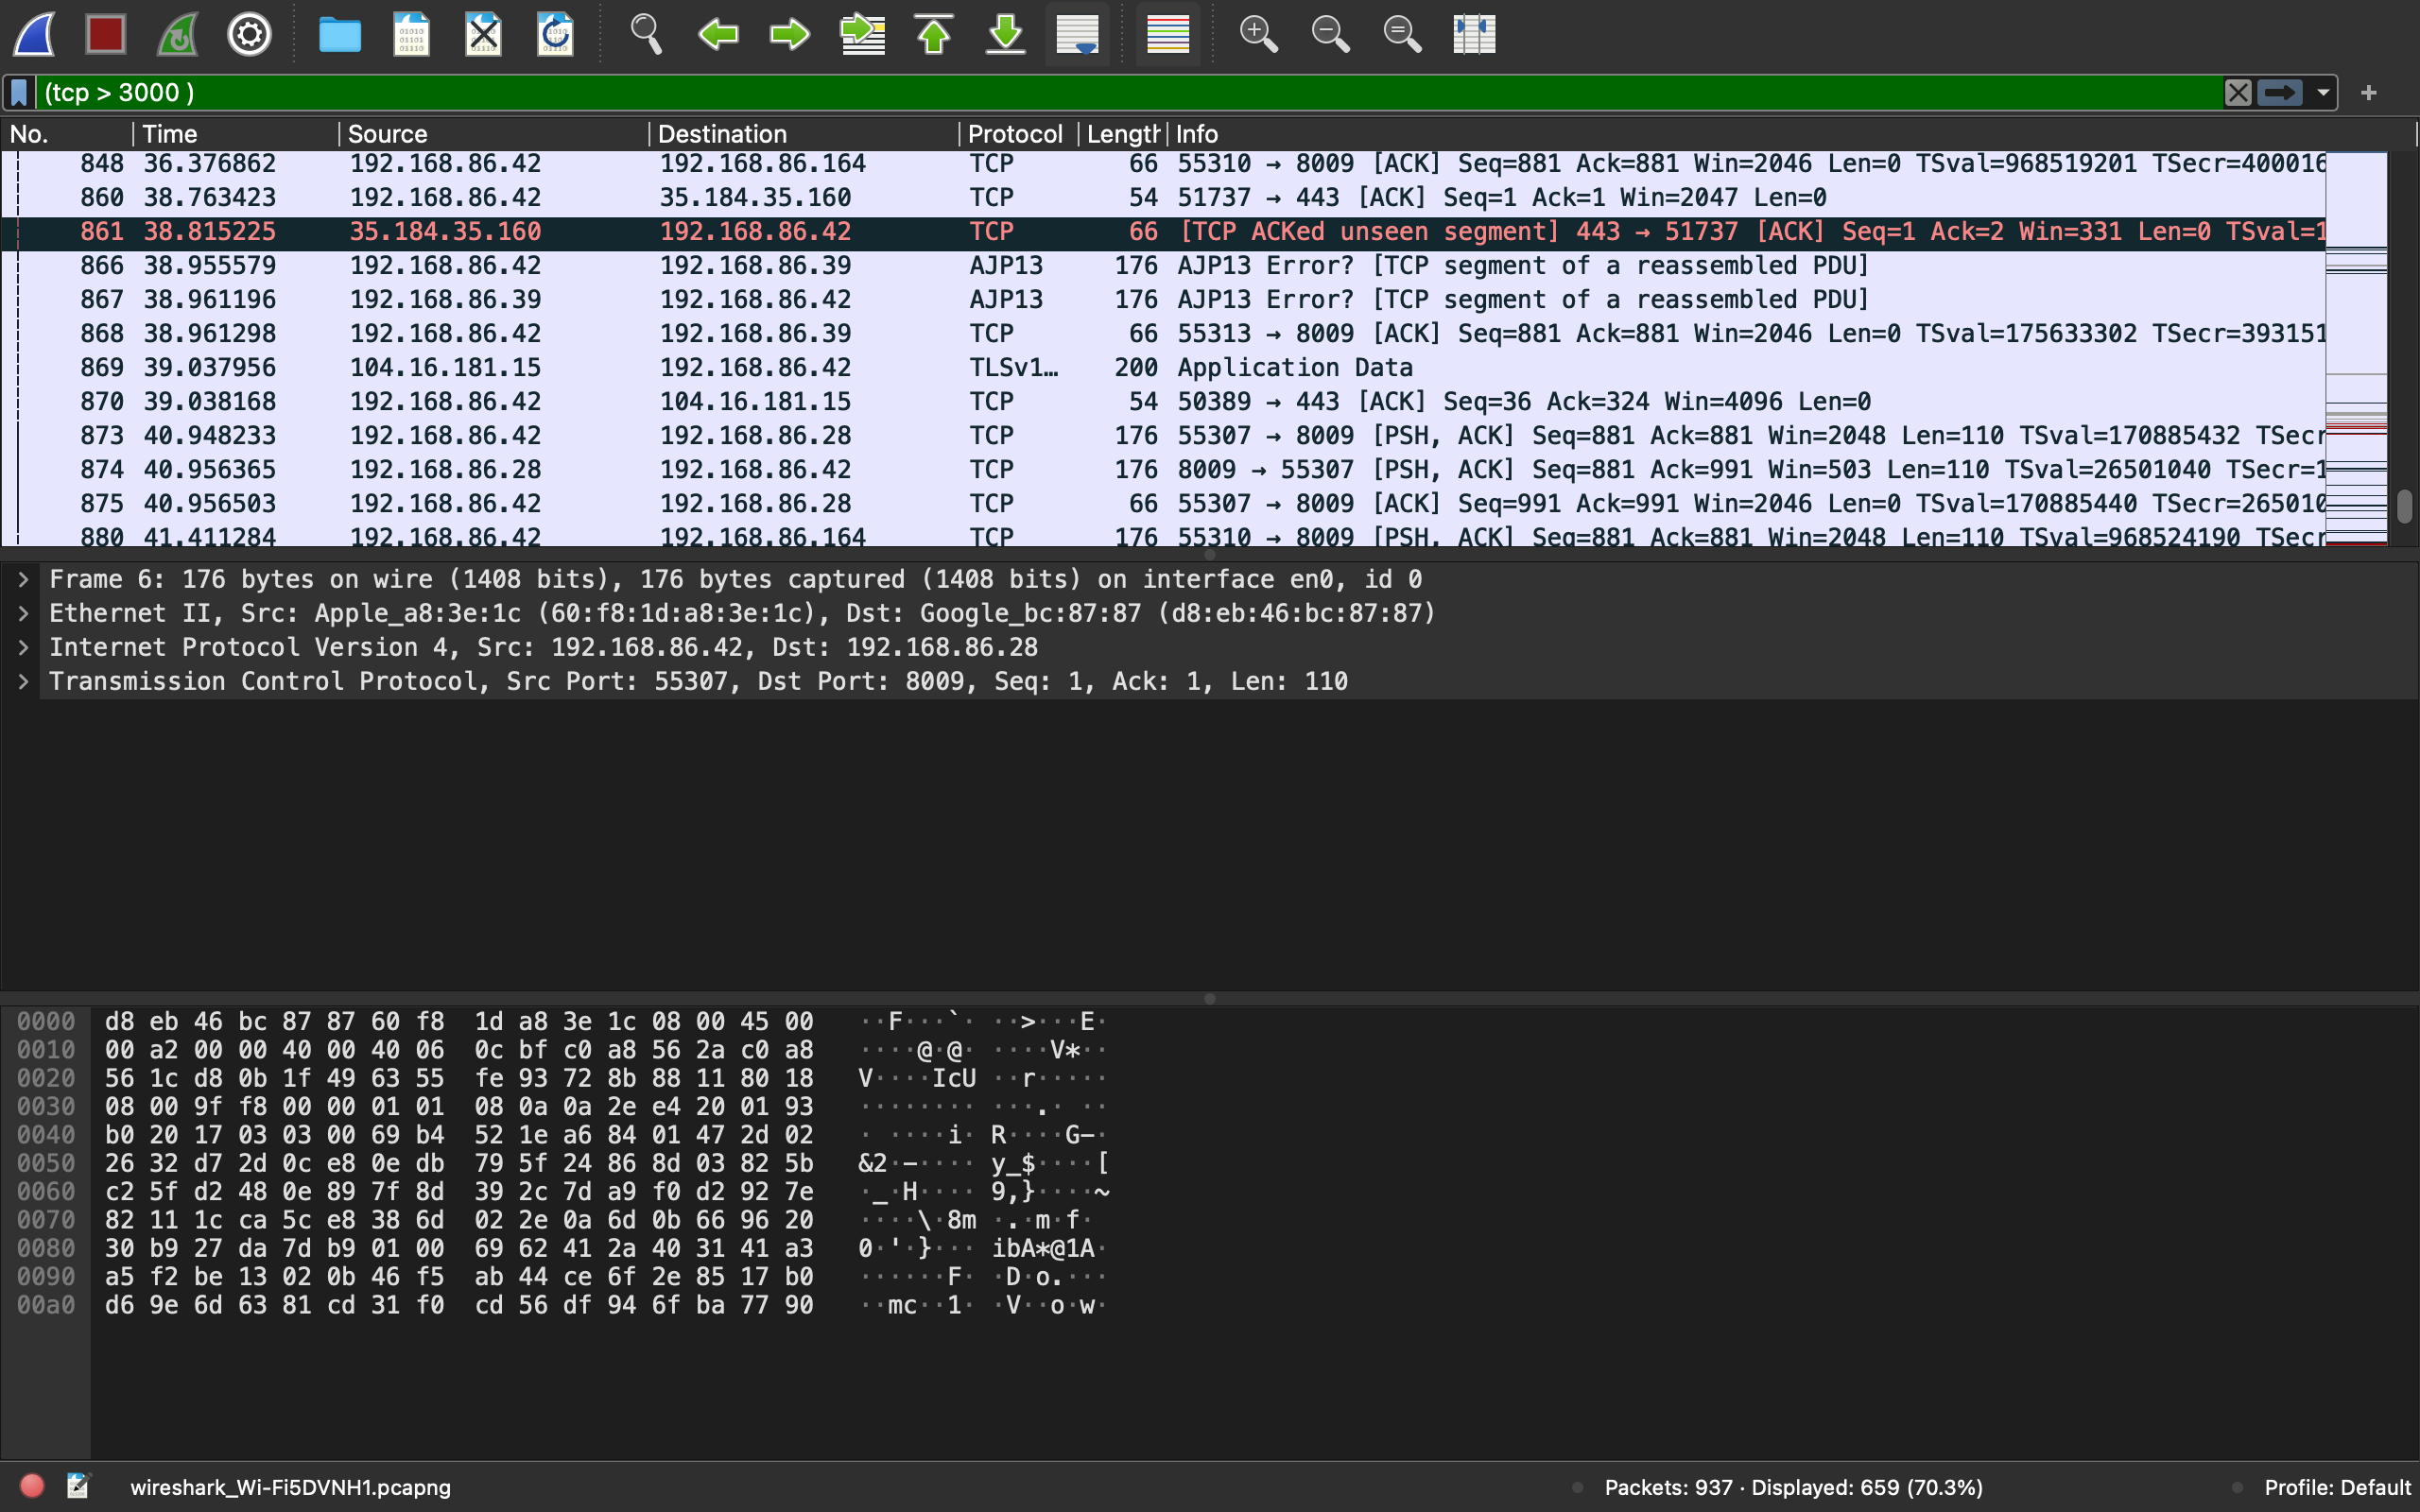 (tcp > 3000 )
No. Time Source Destination Protocol Length Info
848 36.376862 192.168.86.42 192.168.86.164 TCP 66 55310 → 8009 [ACK] Seq=881 Ack=881 Win=2046 Len=0 TSval=968519201 TSecr=400016
860 38.763423 192.168.86.42 35.184.35.160 TCP 54 51737 → 443 [ACK] Seq=1 Ack=1 Win=2047 Len=0
861 38.815225 35.184.35.160 192.168.86.42 TCP 66 [TCP ACKed unseen segment] 443 → 51737 [ACK] Seq=1 Ack=2 Win=331 Len=0 TSval=1
866 38.955579 192.168.86.42 192.168.86.39 AJP13 176 AJP13 Error? [TCP segment of a reassembled PDU]
867 38.961196 192.168.86.39 192.168.86.42 AJP13 176 AJP13 Error? [TCP segment of a reassembled PDU]
868 38.961298 192.168.86.42 192.168.86.39 TCP 66 55313 → 8009 [ACK] Seq=881 Ack=881 Win=2046 Len=0 TSval=175633302 TSecr=393151
869 39.037956 104.16.181.15 192.168.86.42 TLSv1… 200 Application Data
870 39.038168 192.168.86.42 104.16.181.15 TCP 54 50389 → 443 [ACK] Seq=36 Ack=324 Win=4096 Len=0
873 40.948233 192.168.86.42 192.168.86.28 TCP 176 55307 → 8009 [PSH, ACK] Seq=881 Ack=881 Win=2048 Len=110 TSval=170885432 TSecr
874 40.956365 192.168.86.28 192.168.86.42 TCP 176 8009 → 55307 [PSH, ACK] Seq=881 Ack=991 Win=503 Len=110 TSval=26501040 TSecr=1
875 40.956503 192.168.86.42 192.168.86.28 TCP 66 55307 → 8009 [ACK] Seq=991 Ack=991 Win=2046 Len=0 TSval=170885440 TSecr=265010
880 41.411284 192.168.86.42 192.168.86.164 TCP 176 55310 → 8009 [PSH, ACK] Seq=881 Ack=881 Win=2048 Len=110 TSval=968524190 TSecr
Frame 6: 176 bytes on wire (1408 bits), 176 bytes captured (1408 bits) on interface en0, id 0
Ethernet II, Src: Apple_a8:3e:1c (60:f8:1d:a8:3e:1c), Dst: Google_bc:87:87 (d8:eb:46:bc:87:87)
Internet Protocol Version 4, Src: 192.168.86.42, Dst: 192.168.86.28
Transmission Control Protocol, Src Port: 55307, Dst Port: 8009, Seq: 1, Ack: 1, Len: 110
0000 d8 eb 46 bc 87 87 60 f8 1d a8 3e 1c 08 00 45 00 ··F···`· ··>···E·
0010 00 a2 00 00 40 00 40 06 0c bf c0 a8 56 2a c0 a8 ····@·@· ····V*··
0020 56 1c d8 0b 1f 49 63 55 fe 93 72 8b 88 11 80 18 V····IcU ··r·····
0030 08 00 9f f8 00 00 01 01 08 0a 0a 2e e4 20 01 93 ········ ···.· ··
0040 b0 20 17 03 03 00 69 b4 52 1e a6 84 01 47 2d 02 · ····i· R····G-·
0050 26 32 d7 2d 0c e8 0e db 79 5f 24 86 8d 03 82 5b &2·-···· y_$····[
0060 c2 5f d2 48 0e 89 7f 8d 39 2c 7d a9 f0 d2 92 7e ·_·H···· 9,}····~
0070 82 11 1c ca 5c e8 38 6d 02 2e 0a 6d 0b 66 96 20 ····\·8m ·.·m·f· 
0080 30 b9 27 da 7d b9 01 00 69 62 41 2a 40 31 41 a3 0·'·}··· ibA*@1A·
0090 a5 f2 be 13 02 0b 46 f5 ab 44 ce 6f 2e 85 17 b0 ······F· ·D·o.···
00a0 d6 9e 6d 63 81 cd 31 f0 cd 56 df 94 6f ba 77 90 ··mc··1· ·V··o·w·
wireshark_Wi-Fi5DVNH1.pcapng Packets: 937 · Displayed: 659 (70.3%) Profile: Default